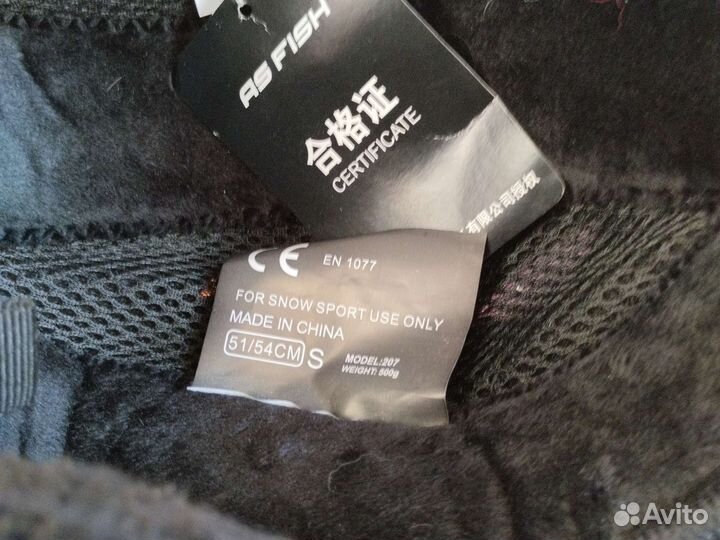 AS FISH
合格证
CERTIFICATE
有限公司授权
CE EN 1077
FOR SNOW SPORT USE ONLY
MADE IN CHINA
51/54CM S
MODEL:207
WEIGHT: 500g
Avito